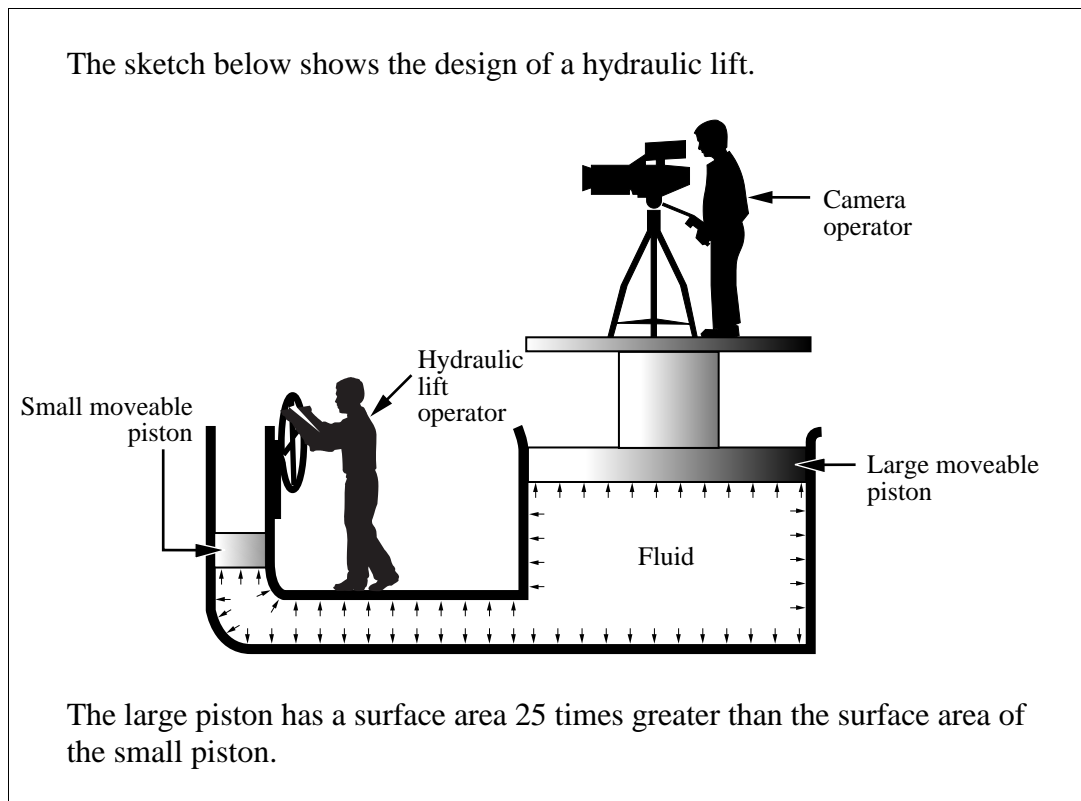 The sketch below shows the design of a hydraulic lift.
Camera
operator
Hydraulic
lift
operator
Small moveable
piston
Large moveable
piston
Fluid
The large piston has a surface area 25 times greater than the surface area of
the small piston.